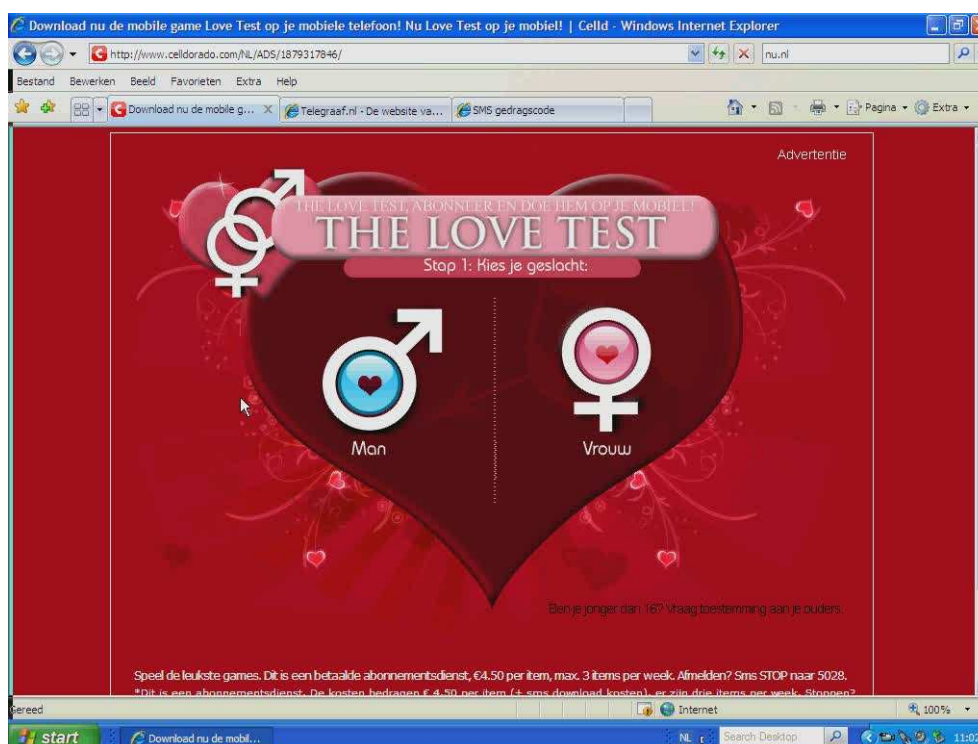 Download nu de mobile game Love Test op je mobiele telefoon! Nu Love Test op je mobiel! | Celld - Windows Internet Explorer
http://www.celldorado.com/NL/ADS/1879317846/
nu.nl
Bestand Bewerken Beeld Favorieten Extra Help
Download nu de mobile g... X
Telegraaf.nl - De website va...
SMS gedragscode
Pagina
Extra
Advertentie
THE LOVE TEST, ABONNEER EN DOE HEM OP JE MOBIEL!
THE LOVE TEST
Stap 1: Kies je geslacht:
Man
Vrouw
Ben je jonger dan 16? Vraag toestemming aan je ouders.
Speel de leukste games. Dit is een betaalde abonnementsdienst, €4.50 per item, max. 3 items per week. Afmelden? Sms STOP naar 5028.
*Dit is een abonnementsdienst. De kosten bedragen € 4.50 per item (+ sms download kosten), er zijn drie items per week. Stoppen?
Gereed
Internet
100%
start
Download nu de mobil...
NL
Search Desktop